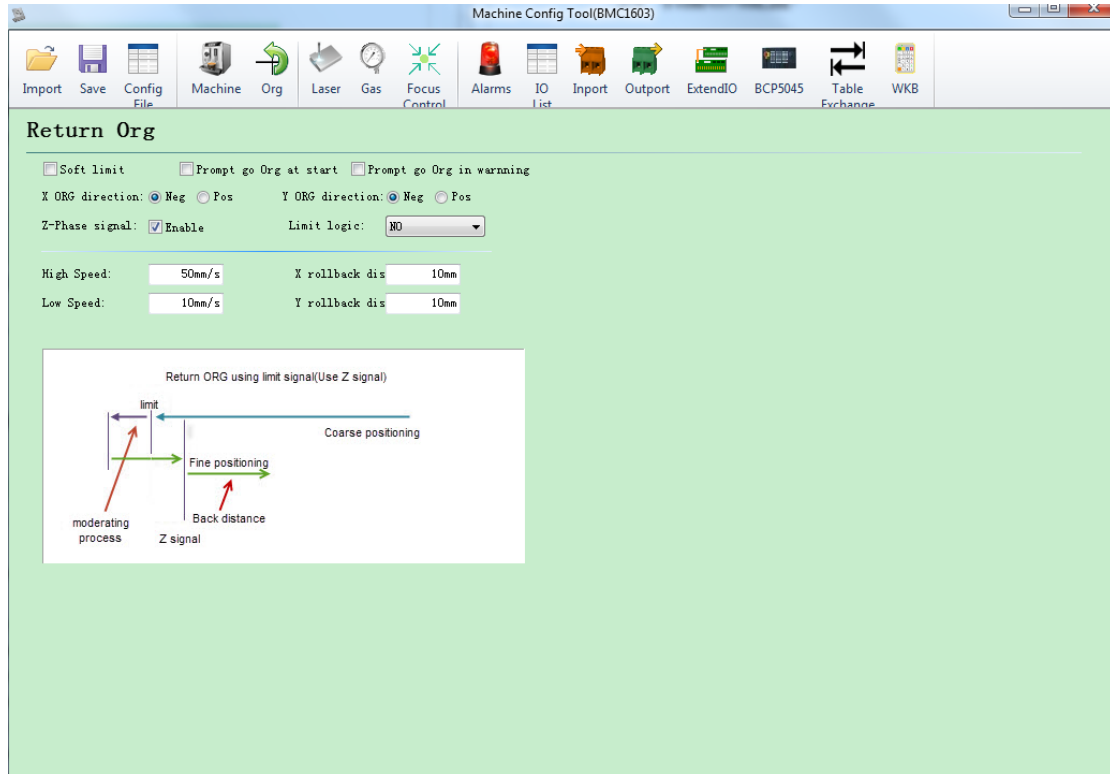 Machine Config Tool(BMC1603)
Import Save Config File Machine Org Laser Gas Focus Control Alarms IO List Inport Outport ExtendIO BCP5045 Table Exchange WKB
Return Org
Soft limit Prompt go Org at start Prompt go Org in warnning
X ORG direction: Neg Pos Y ORG direction: Neg Pos
Z-Phase signal: Enable Limit logic: NO
High Speed: 50mm/s X rollback dis 10mm
Low Speed: 10mm/s Y rollback dis 10mm
Return ORG using limit signal(Use Z signal)
limit
Coarse positioning
Fine positioning
Back distance
moderating
process
Z signal